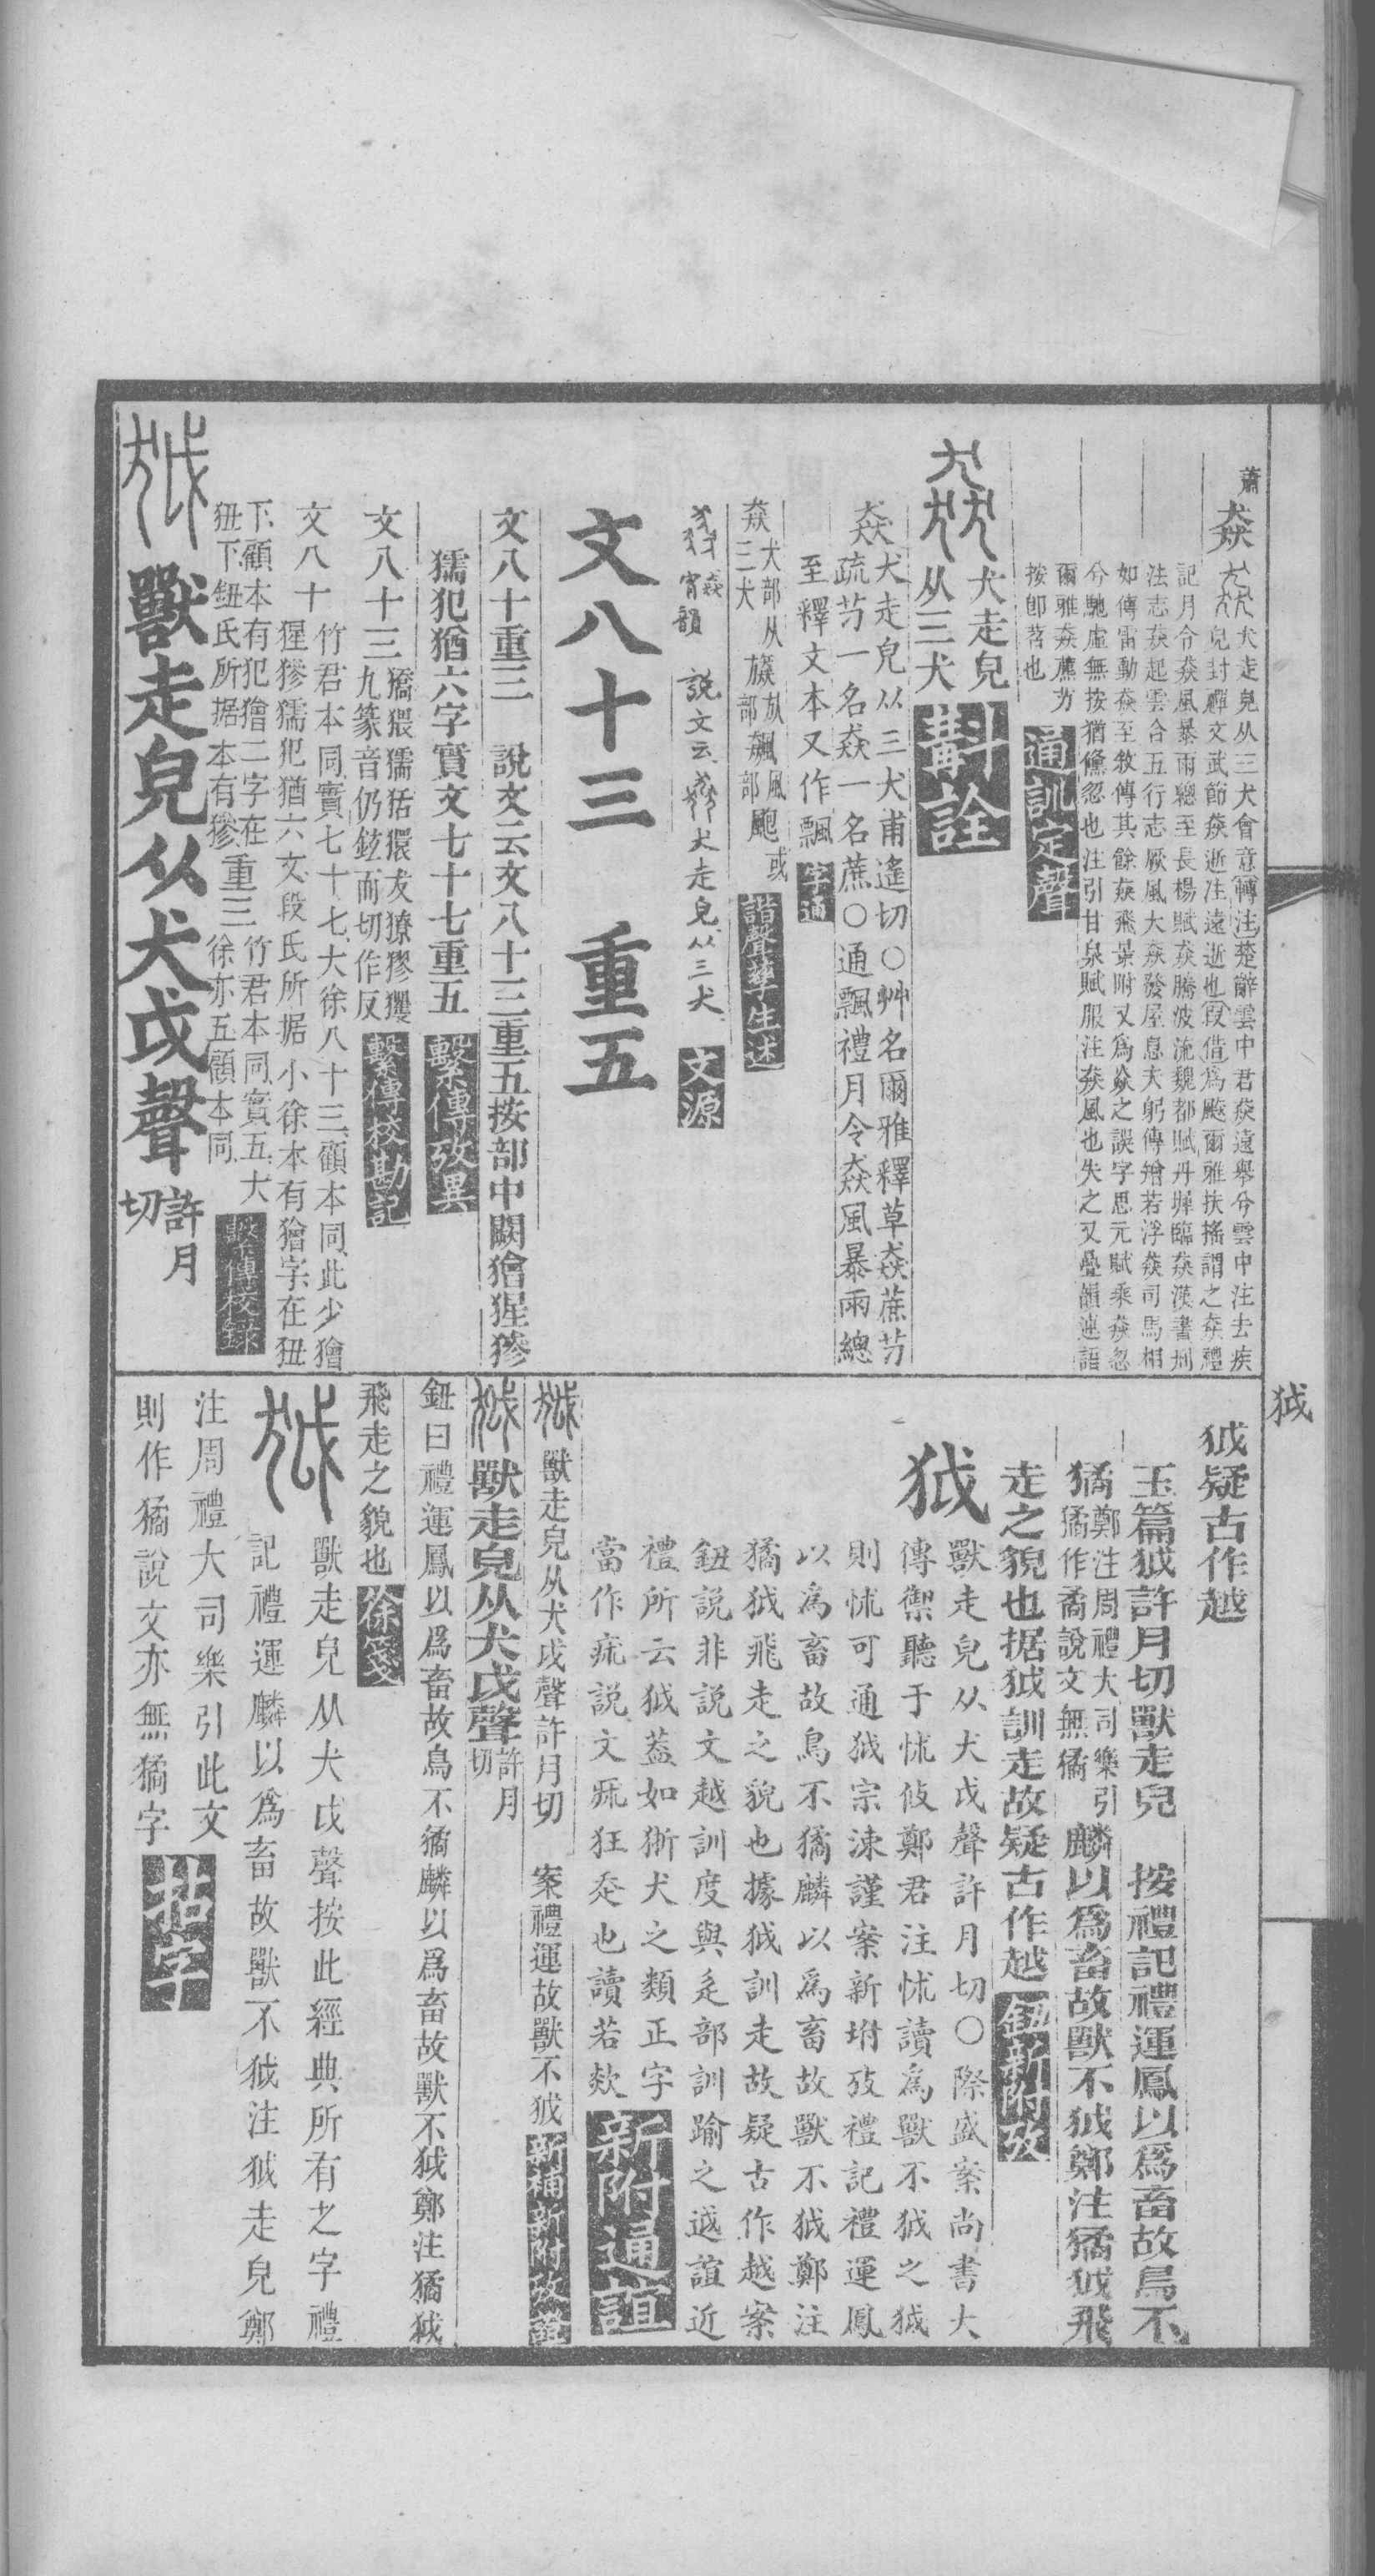 蕭 猋
犬走皃从三犬會意轉注楚辭雲中君猋遠舉兮雲中注去疾
皃封禪文武節猋逝注遠逝也叚借爲飇爾雅扶搖謂之猋禮
記月令猋風暴雨總至長楊賦猋騰波流魏都賦丹墀臨猋漢書刑
法志猋起雲合五行志厥風大猋發屋息夫躬傳猋若浮猋司馬相
如傳雷動猋至敘傳其餘猋飛景附又爲焱之誤字思元賦乘猋忽
兮馳虛無按猶儵忽也注引甘泉賦服注猋風也失之又疊韻連語
爾雅猋藨芀
按卽苕也 通訓定聲
犬走皃
从三犬 斠詮
猋 犬走皃从三犬甫遙切○艸名爾雅釋草猋藨芀
疏芀一名猋一名藨○通飄禮月令猋風暴雨總
至釋文本又作飄 字通
猋 犬部从
三犬 㫃部 飆 風部 颮 或 諧聲孳生述
猋 宵韻 說文云猋犬走皃从三犬 文源
文八十三 重五
文八十重三 說文云文八十三重五按部中闕獪猩㺑
獳犯猶六字實文七十七重五 繫傳攷異
文八十三 獢猥獳狧獧犮獠獿玃
九篆音仍鉉而切作反 繫傳校勘記
文八十 竹君本同實七十七大徐八十三顧本同此少獪
猩㺑獳犯猶六文段氏所据小徐本有獪字在狃
下顧本有犯獪二字在
狃下鈕氏所据本有㺑 重三 竹君本同實五大
徐亦五顧本同 繫傳校錄
獸走皃从犬戉聲 許月切
狘
狘疑古作越
玉篇狘許月切獸走皃 按禮記禮運鳳以爲畜故鳥不
獝 鄭注周禮大司樂引
獝作矞說文無獝 麟以爲畜故獸不狘鄭注獝狘飛
走之貌也据狘訓走故疑古作越 鈕新附攷
狘 獸走皃从犬戉聲許月切○際盛案尚書大
傳禦聽于怵攸鄭君注怵讀爲獸不狘之狘
則怵可通狘宗涑謹案新坿攷禮記禮運鳳
以爲畜故鳥不獝麟以爲畜故獸不狘鄭注
獝狘飛走之貌也據狘訓走故疑古作越案
鈕說非說文越訓度與辵部訓踰之䟠誼近
禮所云狘葢如狾犬之類正字
當作㾜說文㾜狂走也讀若欻 新附通誼
獸走皃从犬戉聲許月切 案禮運故獸不狘 新補新附攷證
獸走皃从犬戉聲 許月切
鈕曰禮運鳳以爲畜故鳥不獝麟以爲畜故獸不狘鄭注獝狘
飛走之貌也 徐箋
獸走皃从犬戉聲按此經典所有之字禮
記禮運麟以爲畜故獸不狘注狘走皃鄭
注周禮大司樂引此文
則作獝說文亦無獝字